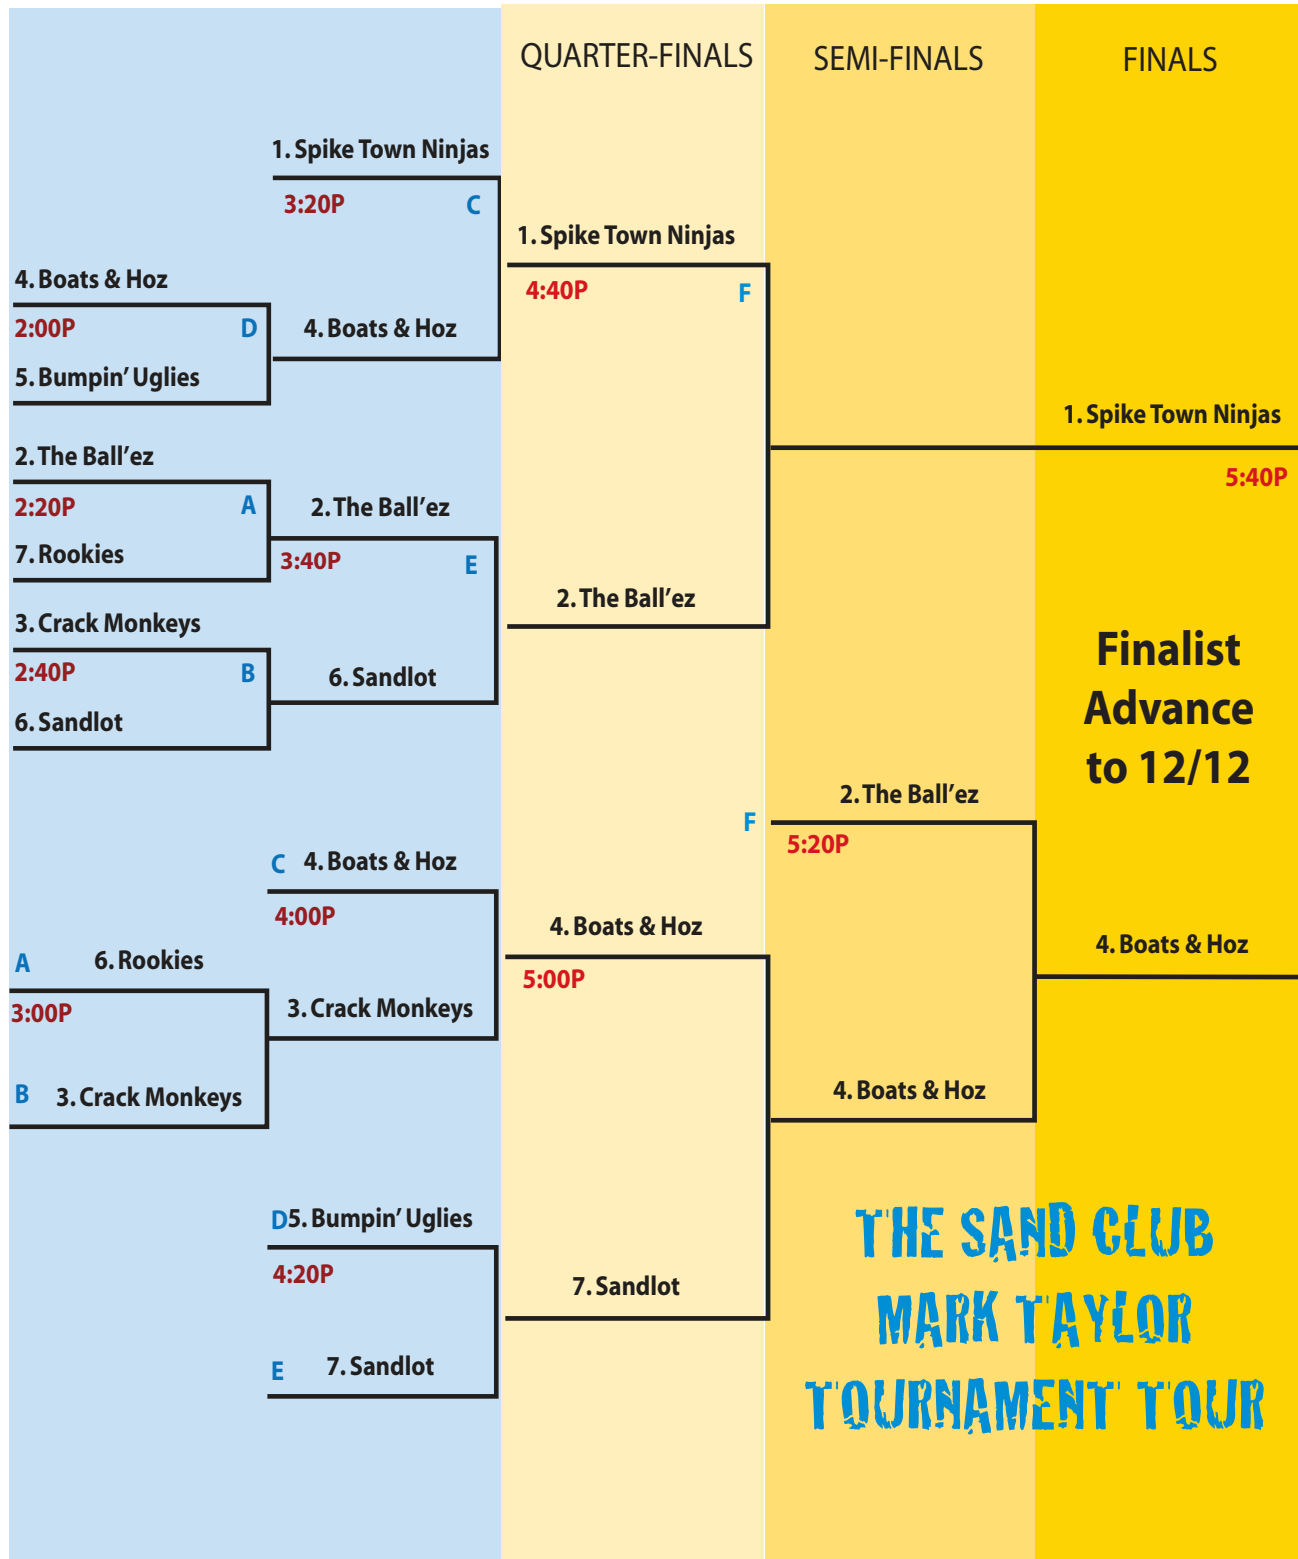 QUARTER-FINALS
SEMI-FINALS
FINALS
1. Spike Town Ninjas
3:20P
C
4. Boats & Hoz
4. Boats & Hoz
2:00P
D
5. Bumpin' Uglies
2. The Ball'ez
2:20P
A
7. Rookies
2. The Ball'ez
3:40P
E
6. Sandlot
3. Crack Monkeys
2:40P
B
6. Sandlot
C
4. Boats & Hoz
4:00P
3. Crack Monkeys
A
6. Rookies
3:00P
B
3. Crack Monkeys
D
5. Bumpin' Uglies
4:20P
E
7. Sandlot
1. Spike Town Ninjas
4:40P
F
2. The Ball'ez
4. Boats & Hoz
5:00P
7. Sandlot
F
2. The Ball'ez
5:20P
4. Boats & Hoz
1. Spike Town Ninjas
5:40P
Finalist
Advance
to 12/12
4. Boats & Hoz
THE SAND CLUB
MARK TAYLOR
TOURNAMENT TOUR